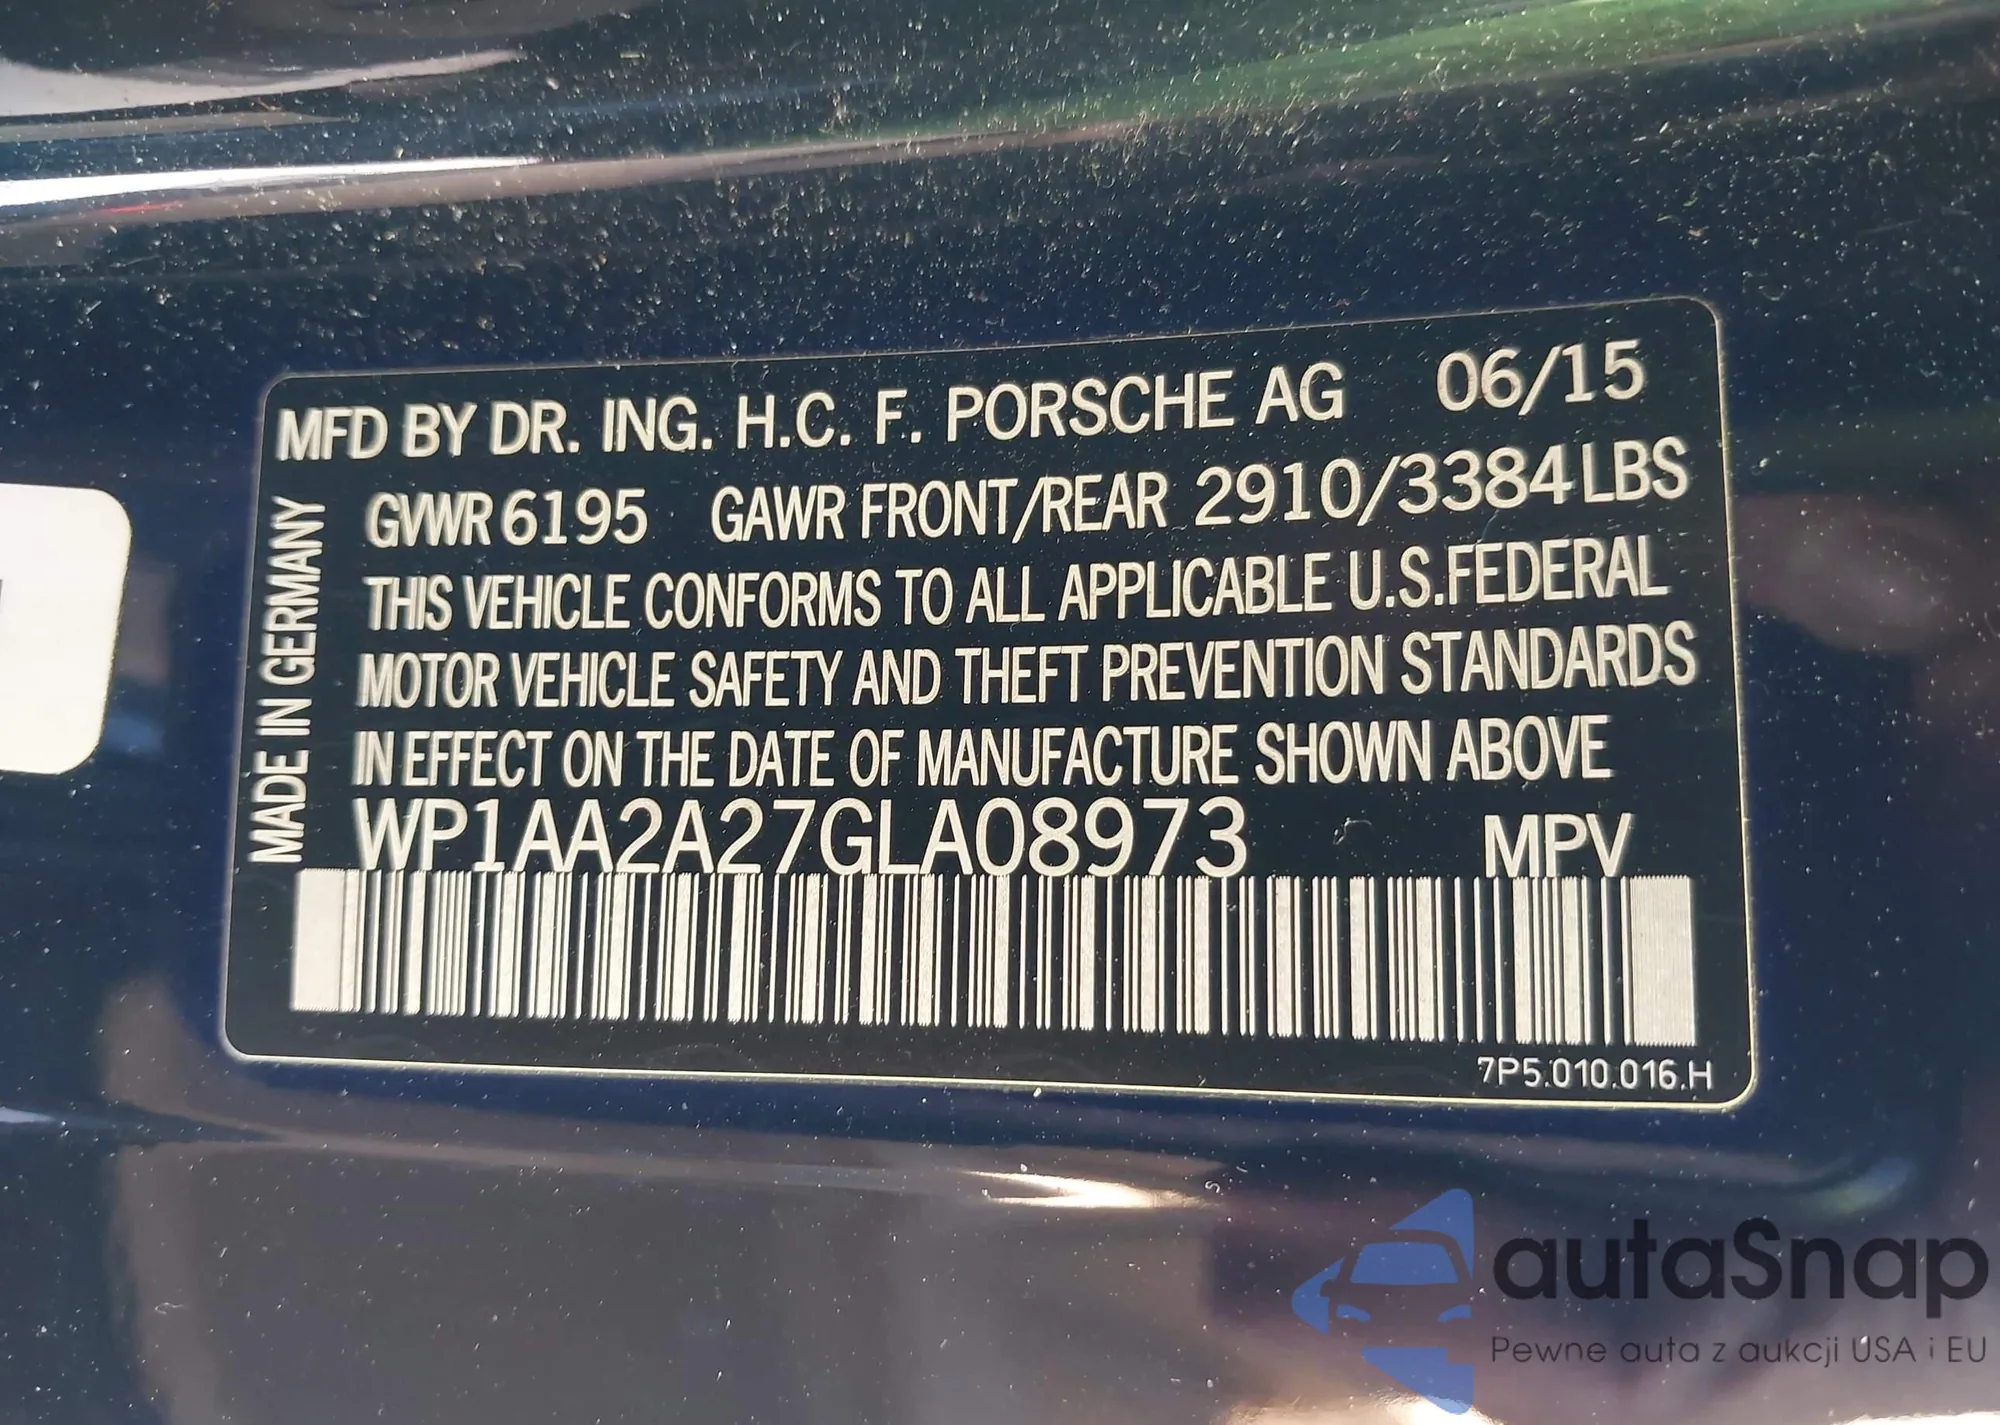 MFD BY DR. ING. H.C. F. PORSCHE AG 06/15
GVWR 6195 GAWR FRONT/REAR 2910/3384 LBS
THIS VEHICLE CONFORMS TO ALL APPLICABLE U.S.FEDERAL
MOTOR VEHICLE SAFETY AND THEFT PREVENTION STANDARDS
IN EFFECT ON THE DATE OF MANUFACTURE SHOWN ABOVE
WP1AA2A27GLA08973 MPV
MADE IN GERMANY
7P5.010.016.H
autaSnap
Pewne auta z aukcji USA i EU